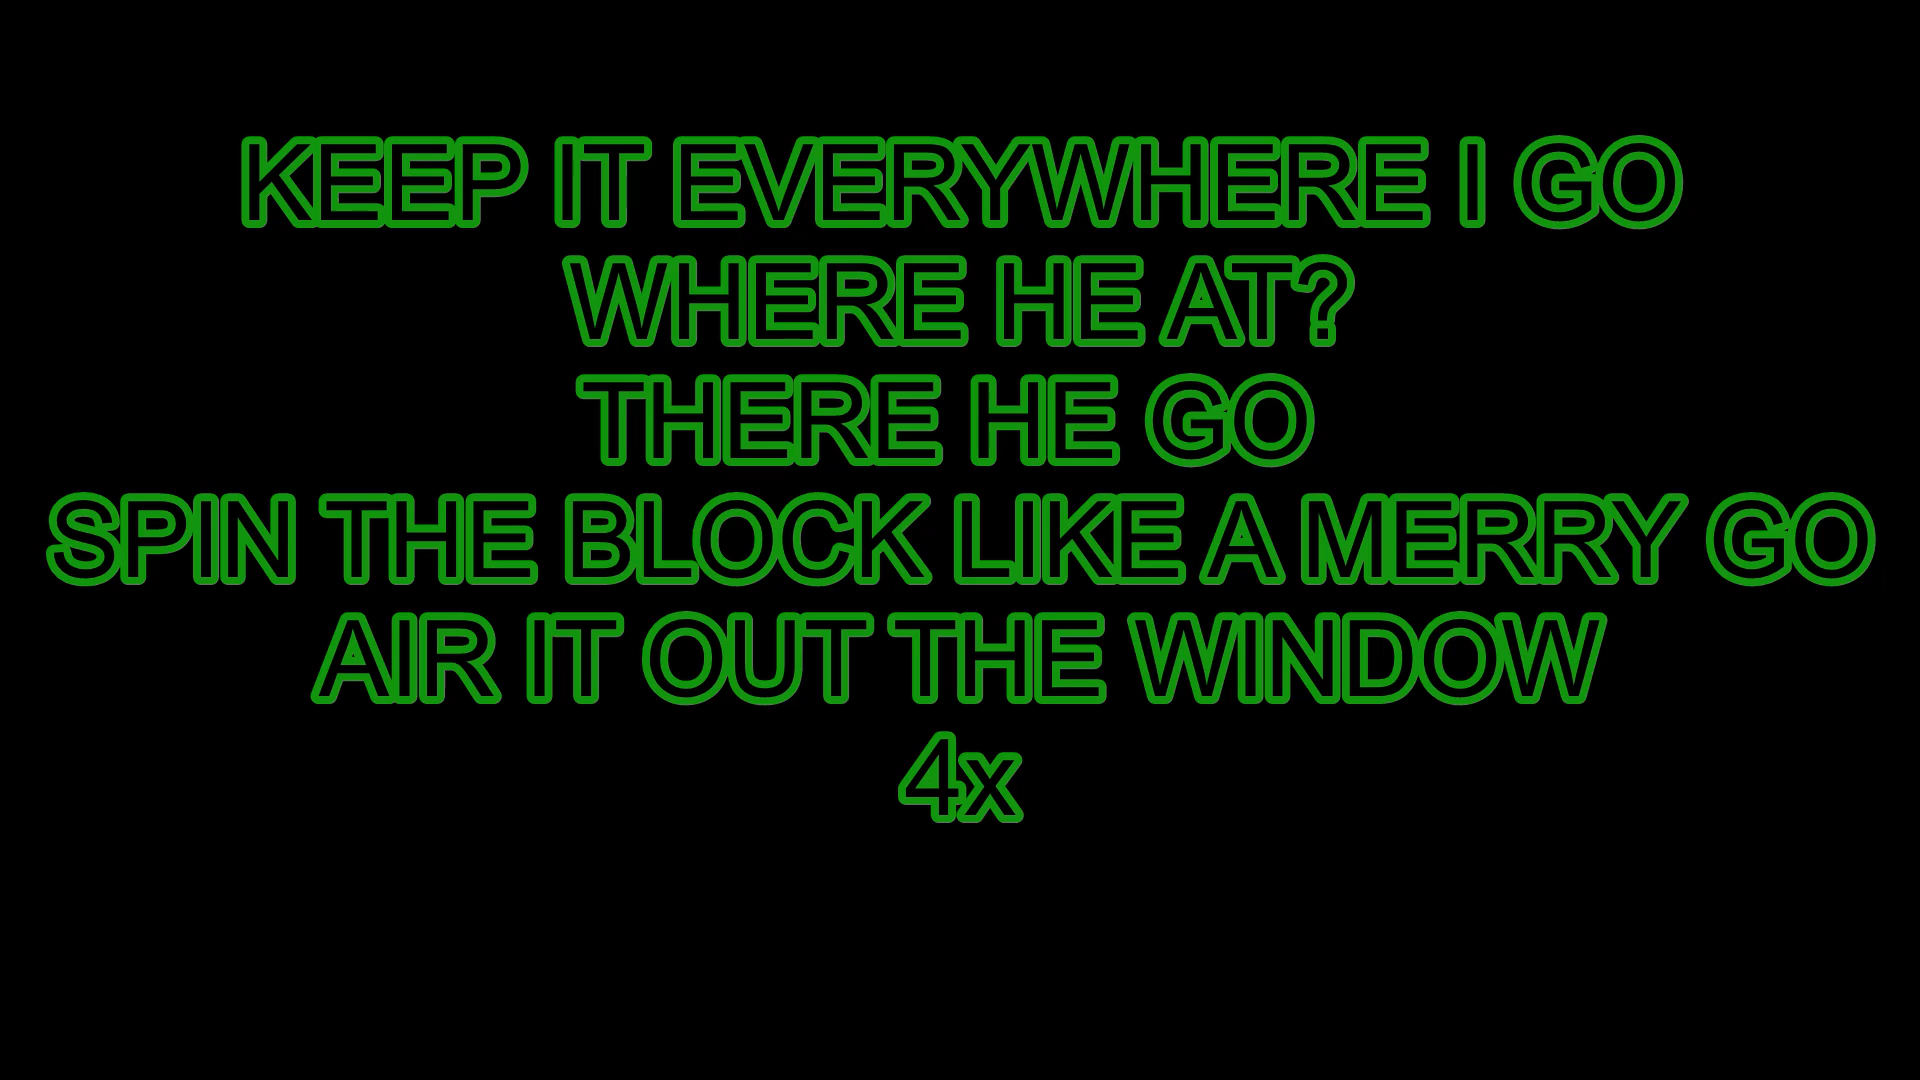 KEEP IT EVERYWHERE I GO
WHERE HE AT?
THERE HE GO
SPIN THE BLOCK LIKE A MERRY GO
AIR IT OUT THE WINDOW
4x